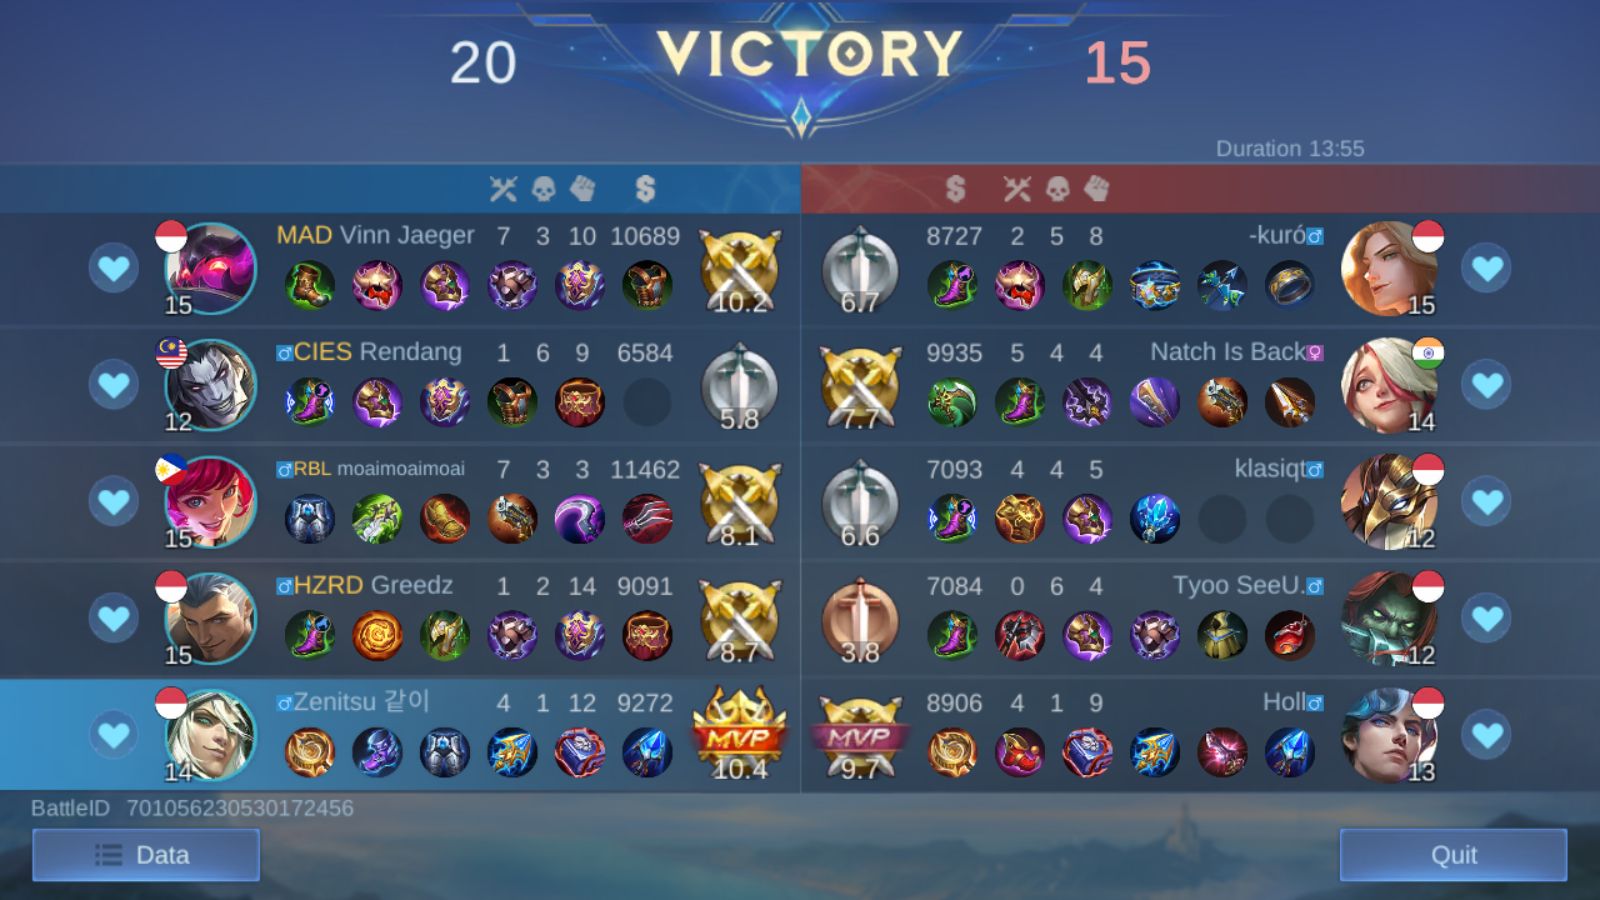 20 VICTORY 15
Duration 13:55
MAD Vinn Jaeger 7 3 10 10689
15 10.2
6.7 8727 2 5 8 -kuró
15
CIES Rendang 1 6 9 6584
12 5.8
7.7 9935 5 4 4 Natch Is Back
14
RBL moaimoaimoai 7 3 3 11462
15 8.1
6.6 7093 4 4 5 klasiqt
12
HZRD Greedz 1 2 14 9091
15 8.7
3.8 7084 0 6 4 Tyoo SeeU.
12
Zenitsu 같이 4 1 12 9272
14 MVP 10.4
MVP 9.7 8906 4 1 9 Holl
13
BattleID 701056230530172456
Data
Quit